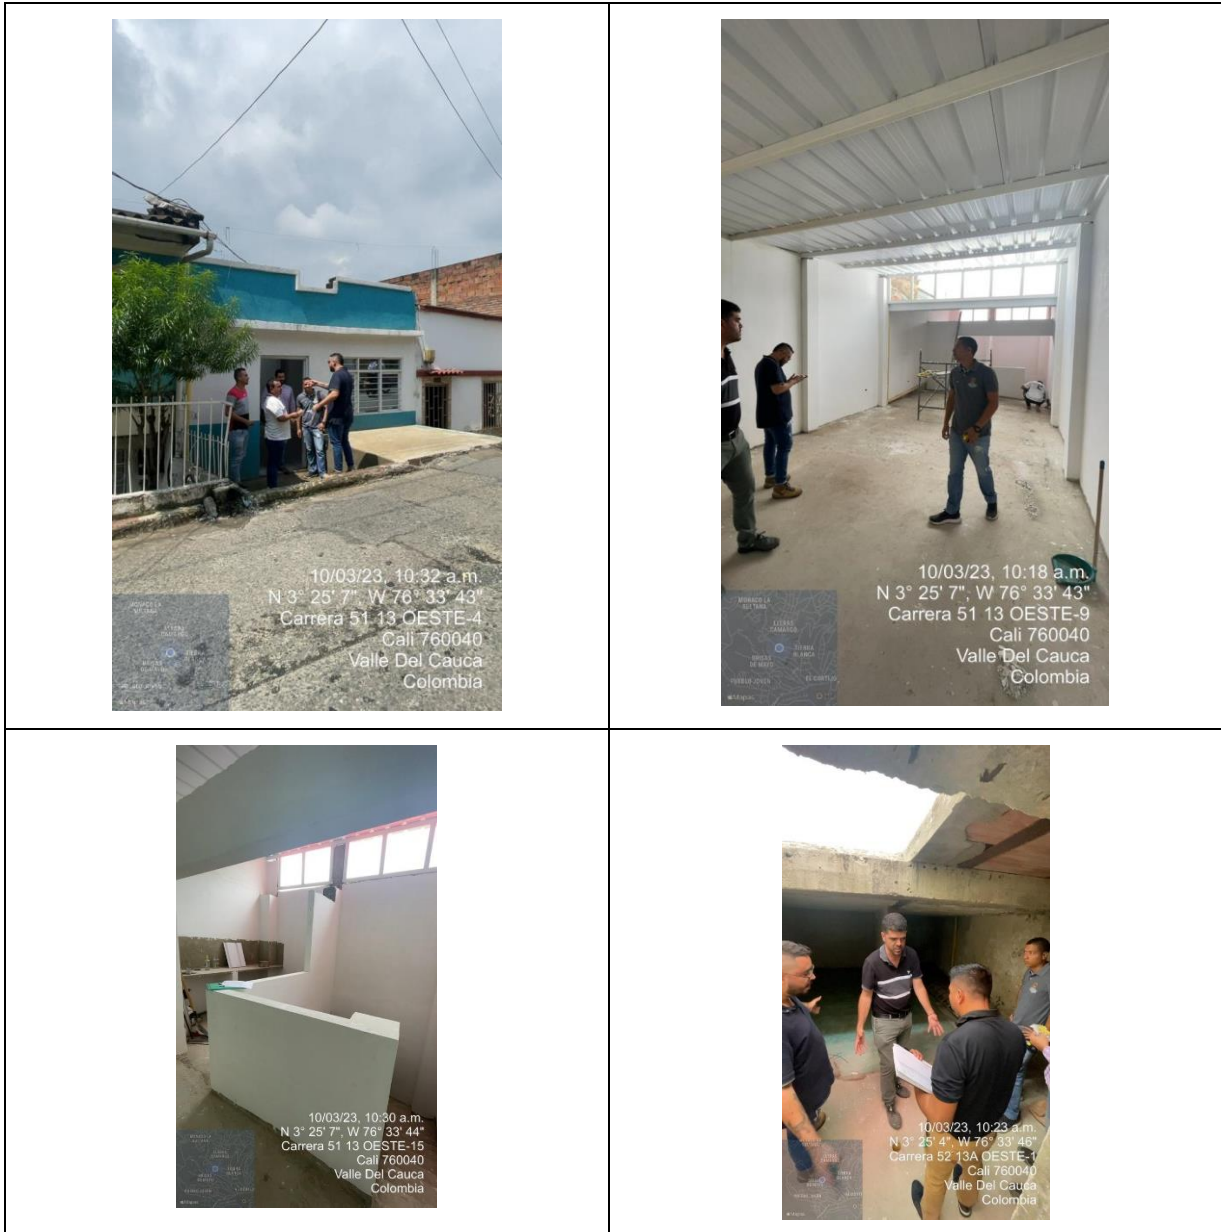 10/03/23, 10:32 a.m.
N 3° 25' 7", W 76° 33' 43"
Carrera 51 13 OESTE-4
Cali 760040
Valle Del Cauca
Colombia
10/03/23, 10:18 a.m.
N 3° 25' 7", W 76° 33' 43"
Carrera 51 13 OESTE-9
Cali 760040
Valle Del Cauca
Colombia
10/03/23, 10:30 a.m.
N 3° 25' 7", W 76° 33' 44"
Carrera 51 13 OESTE-15
Cali 760040
Valle Del Cauca
Colombia
10/03/23, 10:23 a.m.
N 3° 25' 4", W 76° 33' 46"
Carrera 52 13A OESTE-1
Cali 760040
Valle Del Cauca
Colombia